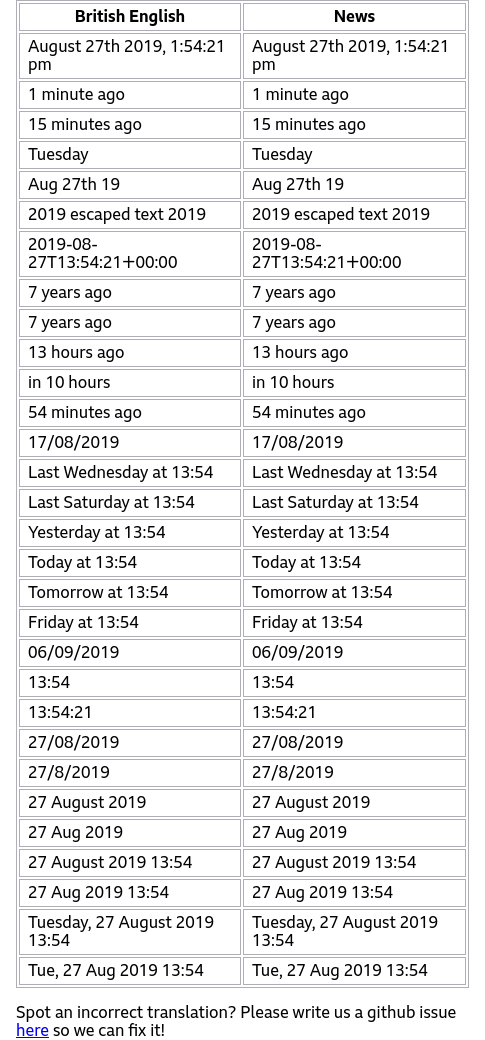 British English News
August 27th 2019, 1:54:21 August 27th 2019, 1:54:21
pm pm
1 minute ago 1 minute ago
15 minutes ago 15 minutes ago
Tuesday Tuesday
Aug 27th 19 Aug 27th 19
2019 escaped text 2019 2019 escaped text 2019
2019-08- 2019-08-
27T13:54:21+00:00 27T13:54:21+00:00
7 years ago 7 years ago
7 years ago 7 years ago
13 hours ago 13 hours ago
in 10 hours in 10 hours
54 minutes ago 54 minutes ago
17/08/2019 17/08/2019
Last Wednesday at 13:54 Last Wednesday at 13:54
Last Saturday at 13:54 Last Saturday at 13:54
Yesterday at 13:54 Yesterday at 13:54
Today at 13:54 Today at 13:54
Tomorrow at 13:54 Tomorrow at 13:54
Friday at 13:54 Friday at 13:54
06/09/2019 06/09/2019
13:54 13:54
13:54:21 13:54:21
27/08/2019 27/08/2019
27/8/2019 27/8/2019
27 August 2019 27 August 2019
27 Aug 2019 27 Aug 2019
27 August 2019 13:54 27 August 2019 13:54
27 Aug 2019 13:54 27 Aug 2019 13:54
Tuesday, 27 August 2019 Tuesday, 27 August 2019
13:54 13:54
Tue, 27 Aug 2019 13:54 Tue, 27 Aug 2019 13:54
Spot an incorrect translation? Please write us a github issue
here so we can fix it!